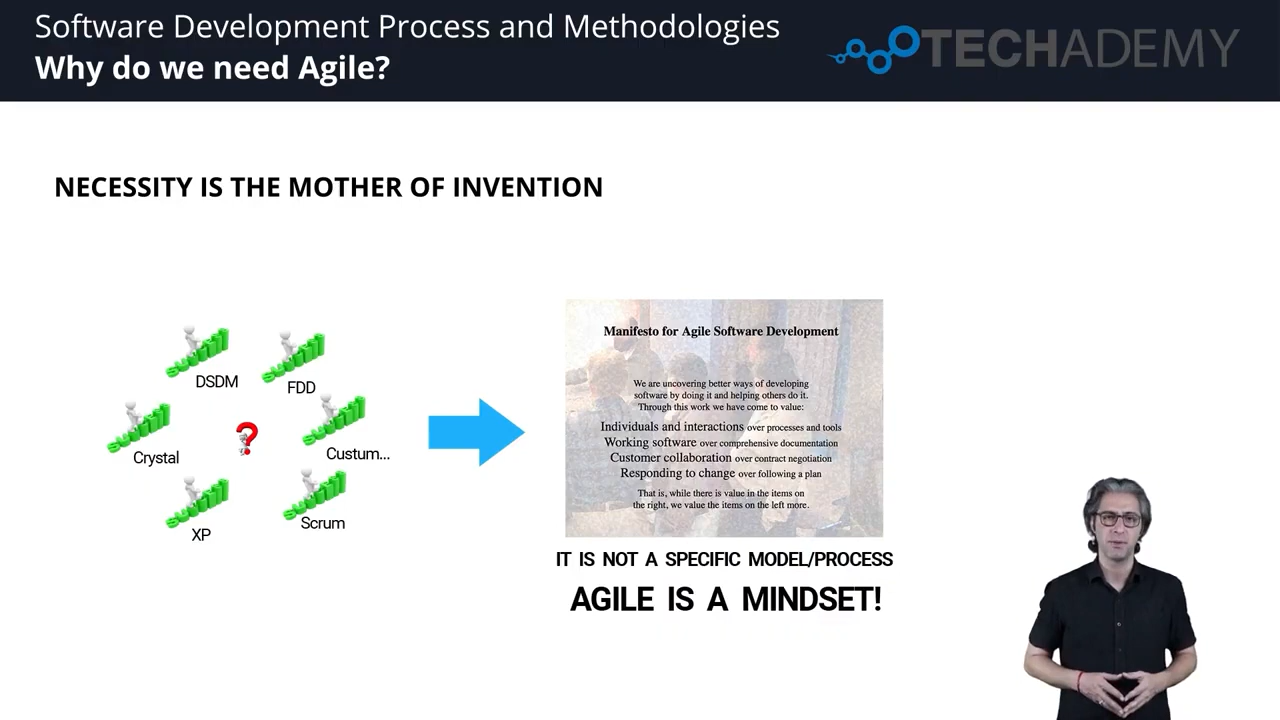 Software Development Process and Methodologies
Why do we need Agile?
TECHADEMY
NECESSITY IS THE MOTHER OF INVENTION
DSDM
FDD
Crystal
Custum...
XP
Scrum
Manifesto for Agile Software Development
We are uncovering better ways of developing
software by doing it and helping others do it.
Through this work we have come to value:
Individuals and interactions over processes and tools
Working software over comprehensive documentation
Customer collaboration over contract negotiation
Responding to change over following a plan
That is, while there is value in the items on
the right, we value the items on the left more.
IT IS NOT A SPECIFIC MODEL/PROCESS
AGILE IS A MINDSET!